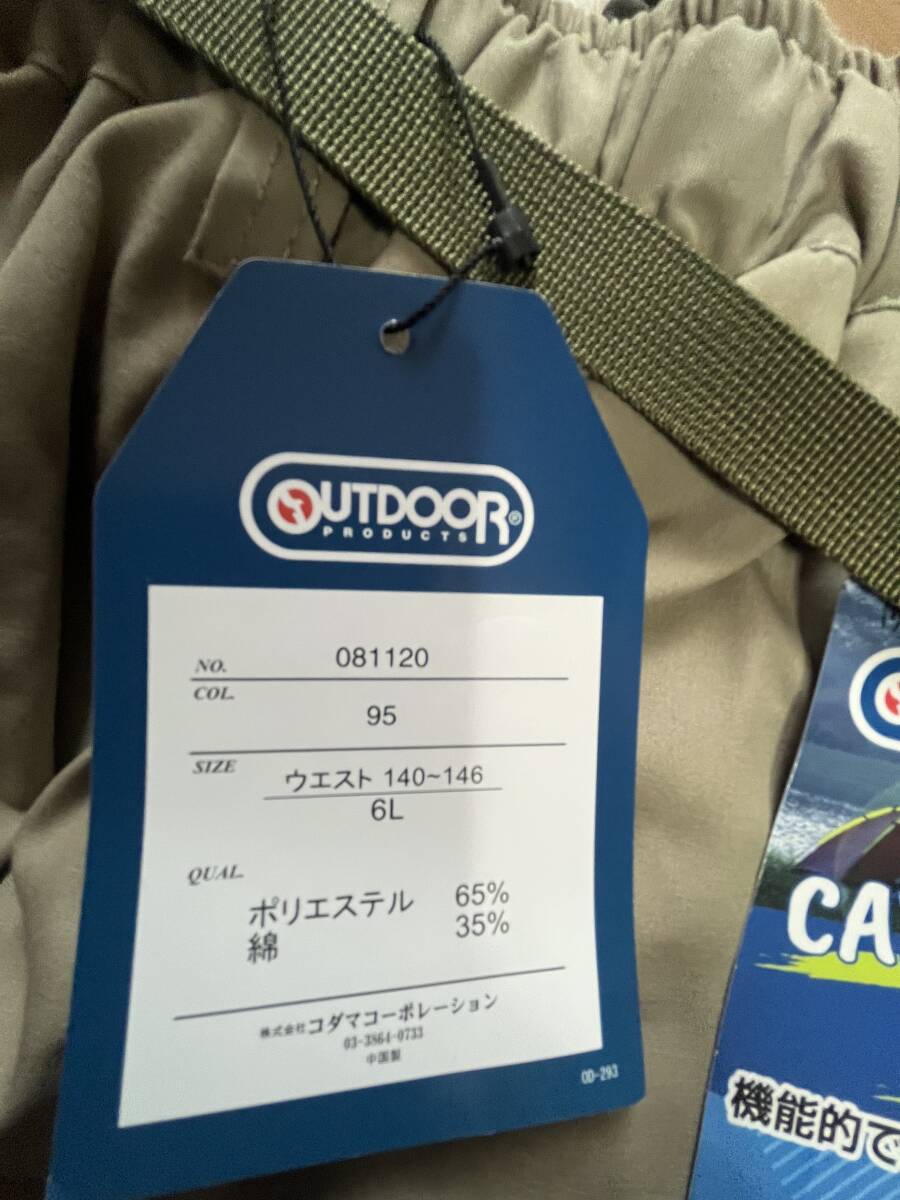 OUTDOOR®
PRODUCTS
NO. 081120
COL. 95
SIZE ウエスト 140~146
6L
QUAL. ポリエステル 65%
綿 35%
株式会社コダマコーポレーション
03-3864-0733
中国製
OD-293
CA
機能的で